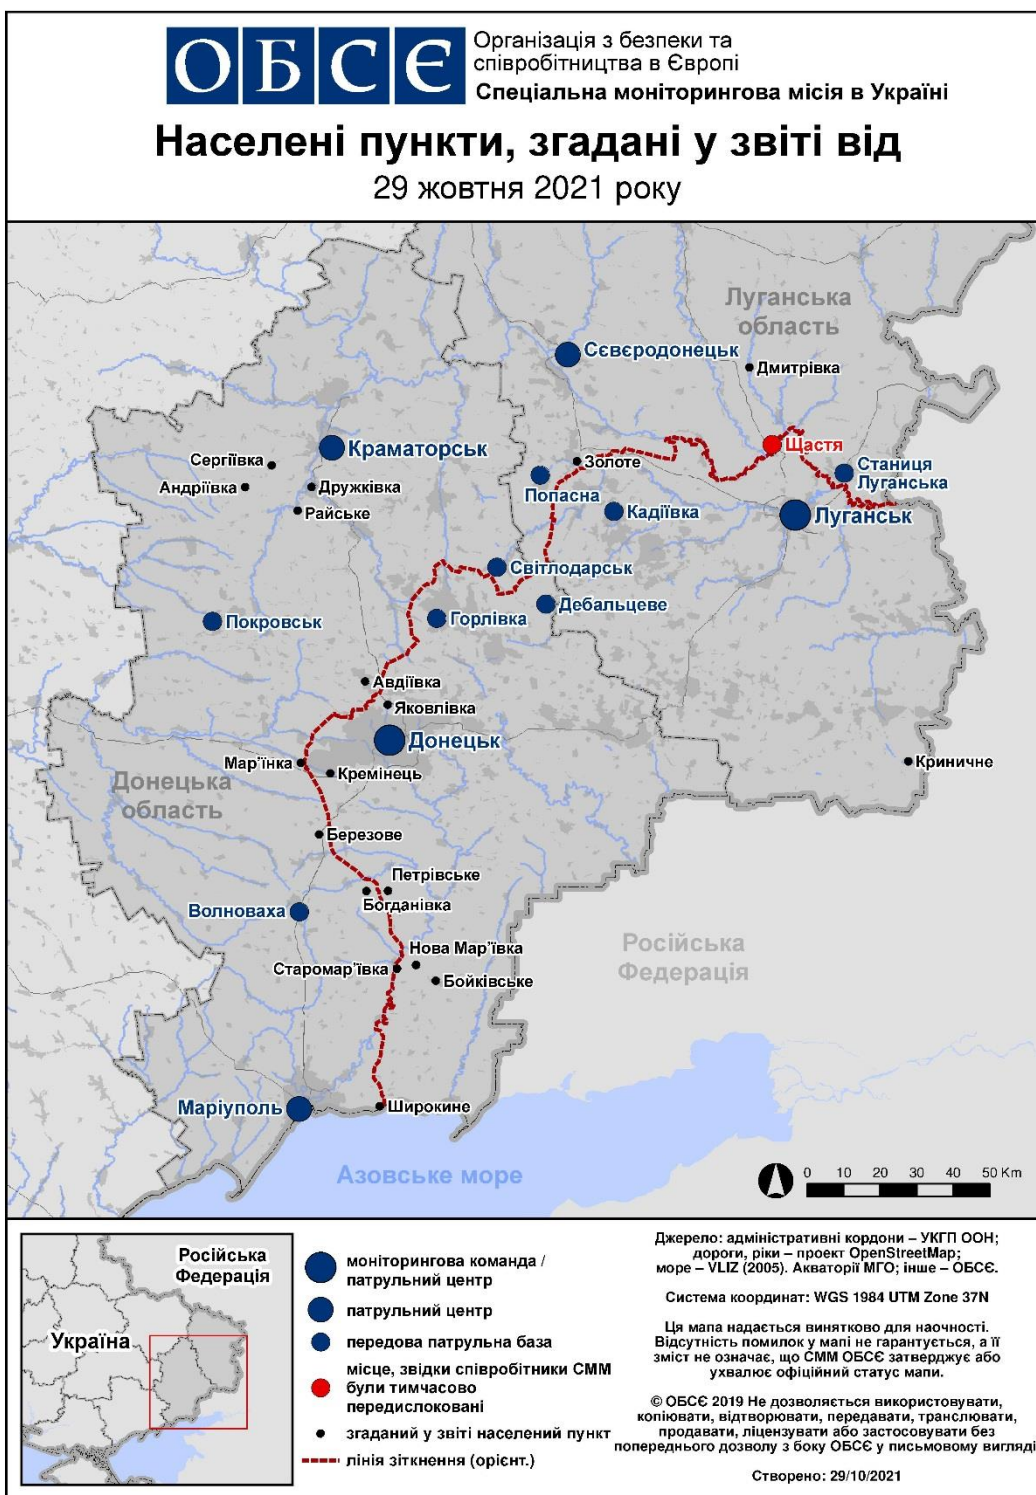 ОБСЄ
Організація з безпеки та
співробітництва в Європі
Спеціальна моніторингова місія в Україні
Населені пункти, згадані у звіті від
29 жовтня 2021 року
Луганська
область
Сєвєродонецьк
Дмитрівка
Краматорськ
Щастя
Сергіївка
Золоте
Станиця
Луганська
Андріївка
Дружківка
Попасна
Райське
Кадіївка
Луганськ
Світлодарськ
Дебальцеве
Покровськ
Горлівка
Авдіївка
Яковлівка
Донецьк
Мар'їнка
Кремінець
Криничне
Донецька
область
Березове
Петрівське
Богданівка
Волноваха
Нова Мар'ївка
Старомар'ївка
Бойківське
Російська
Федерація
Маріуполь
Широкине
Азовське море
0 10 20 30 40 50 Km
Російська
Федерація
Україна
моніторингова команда /
патрульний центр
патрульний центр
передова патрульна база
місце, звідки співробітники СММ
були тимчасово
передислоковані
згаданий у звіті населений пункт
лінія зіткнення (орієнт.)
Джерело: адміністративні кордони – УКГП ООН;
дороги, ріки – проект OpenStreetMap;
море – VLIZ (2005). Акваторії МГО; інше – ОБСЄ.
Система координат: WGS 1984 UTM Zone 37N
Ця мапа надається винятково для наочності.
Відсутність помилок у мапі не гарантується, а її
зміст не означає, що СММ ОБСЄ затверджує або
ухвалює офіційний статус мапи.
© ОБСЄ 2019 Не дозволяється використовувати,
копіювати, відтворювати, передавати, транслювати,
продавати, ліцензувати або застосовувати без
попереднього дозволу з боку ОБСЄ у письмовому вигляді
Створено: 29/10/2021